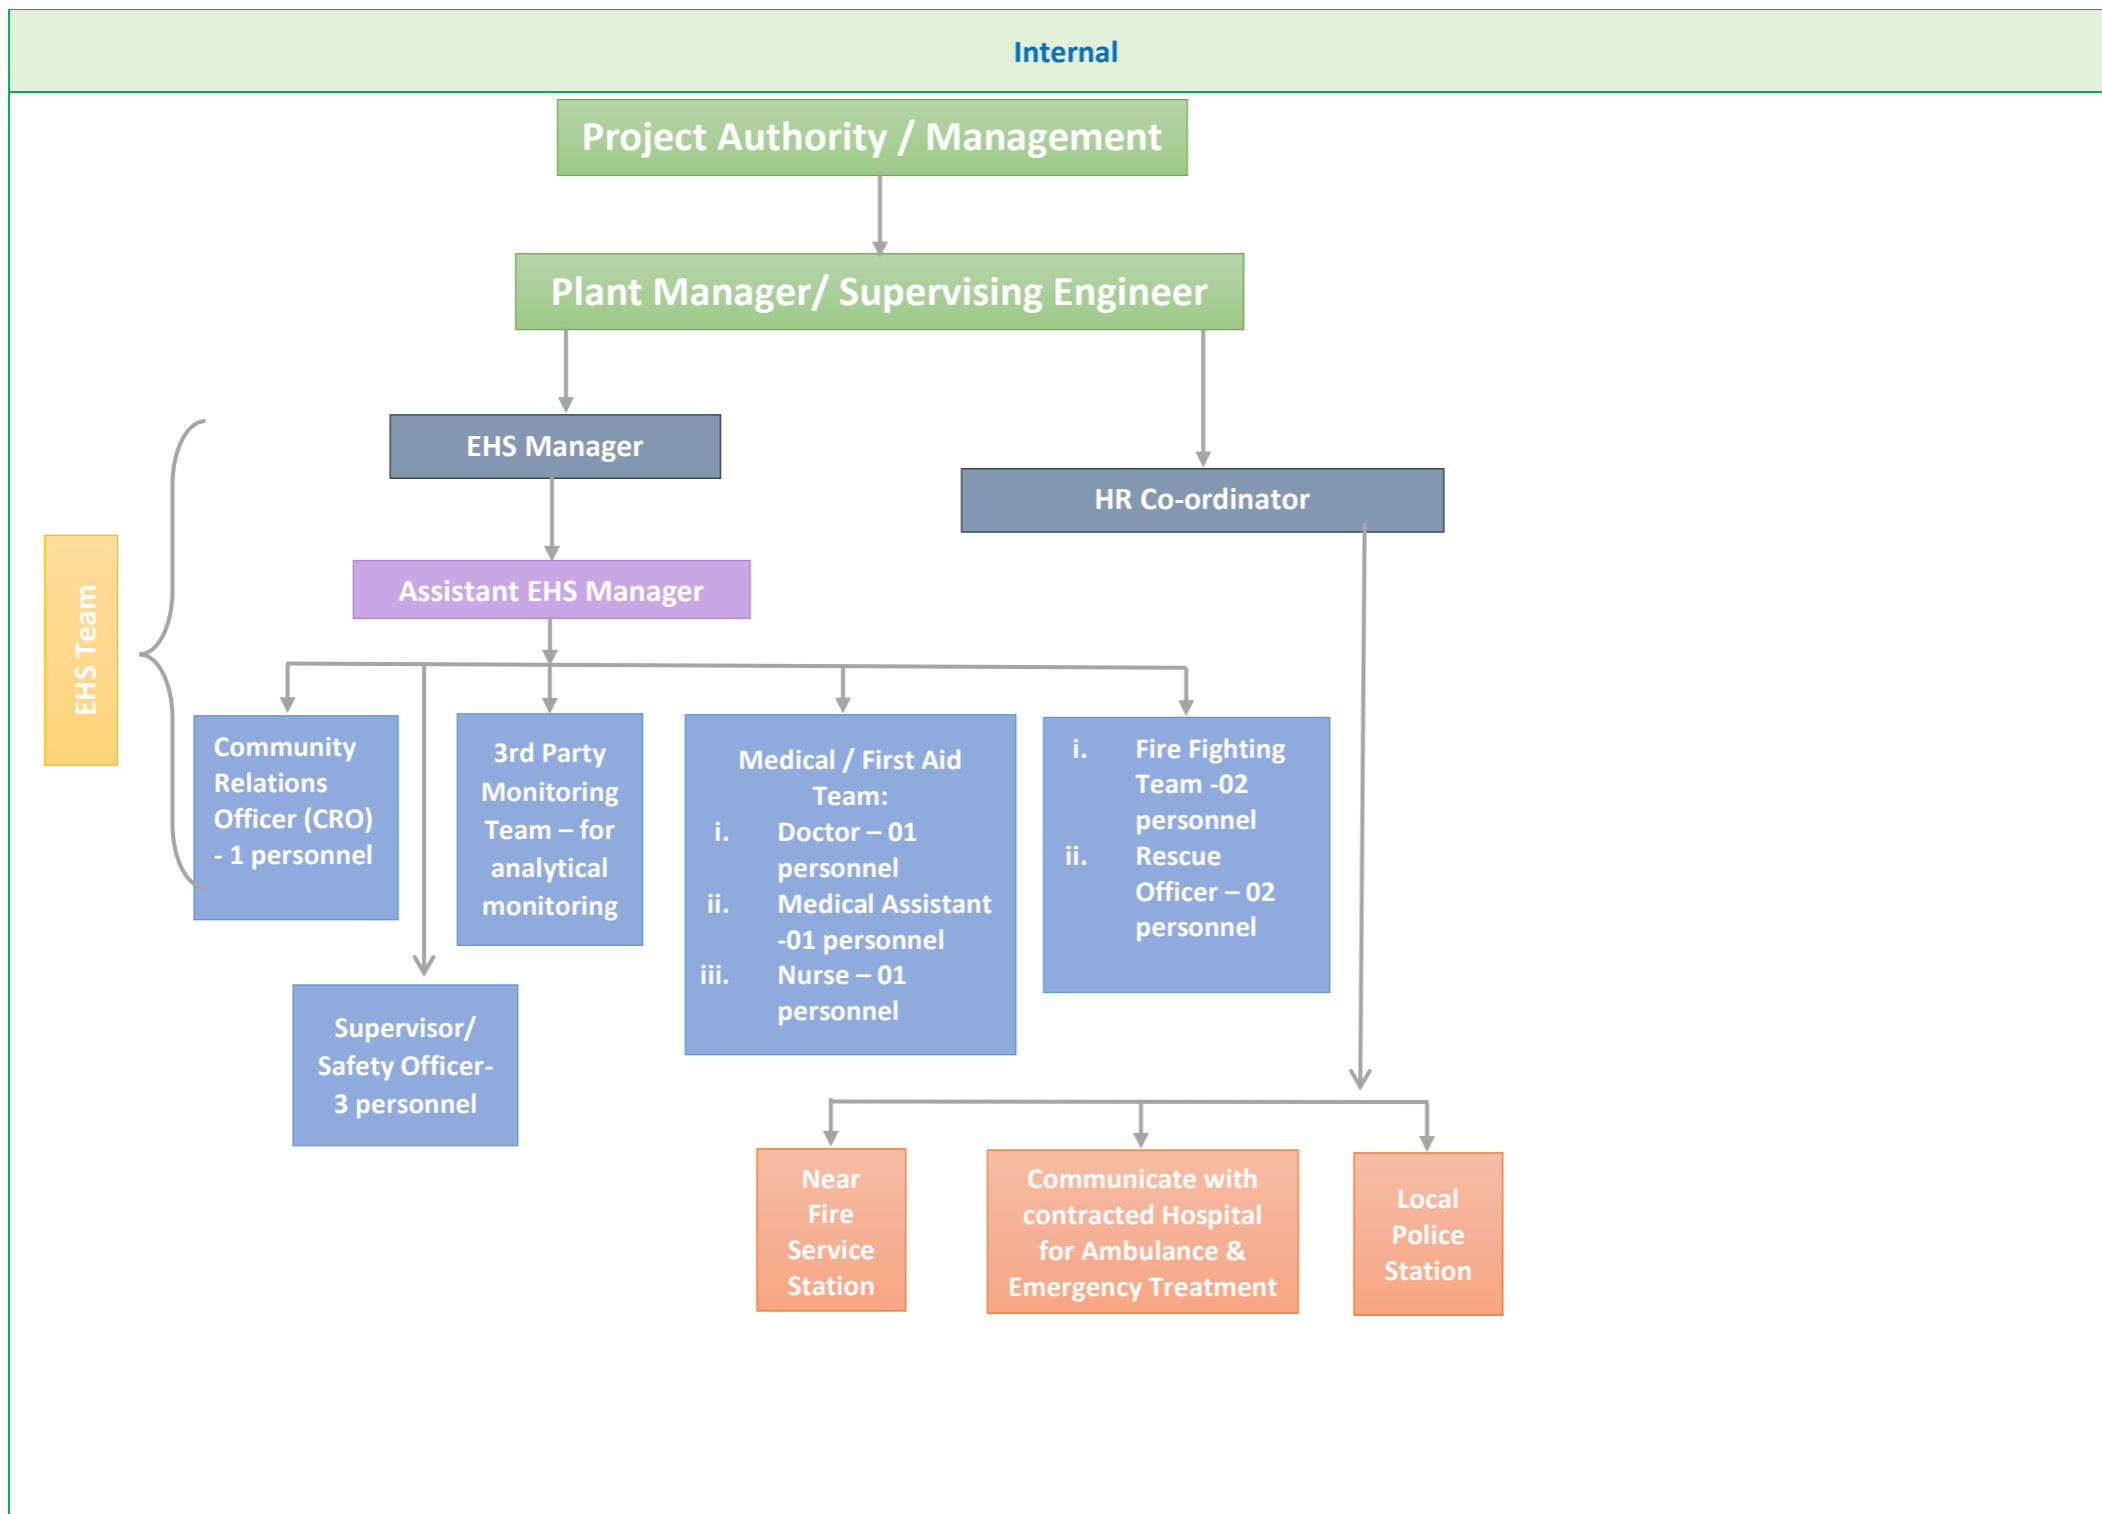 Internal
Project Authority / Management
Plant Manager/ Supervising Engineer
EHS Manager
HR Co-ordinator
Assistant EHS Manager
EHS Team
Community
Relations
Officer (CRO)
- 1 personnel
3rd Party
Monitoring
Team – for
analytical
monitoring
Medical / First Aid
Team:
i. Doctor – 01
personnel
ii. Medical Assistant
-01 personnel
iii. Nurse – 01
personnel
i. Fire Fighting
Team -02
personnel
ii. Rescue
Officer – 02
personnel
Supervisor/
Safety Officer-
3 personnel
Near
Fire
Service
Station
Communicate with
contracted Hospital
for Ambulance &
Emergency Treatment
Local
Police
Station